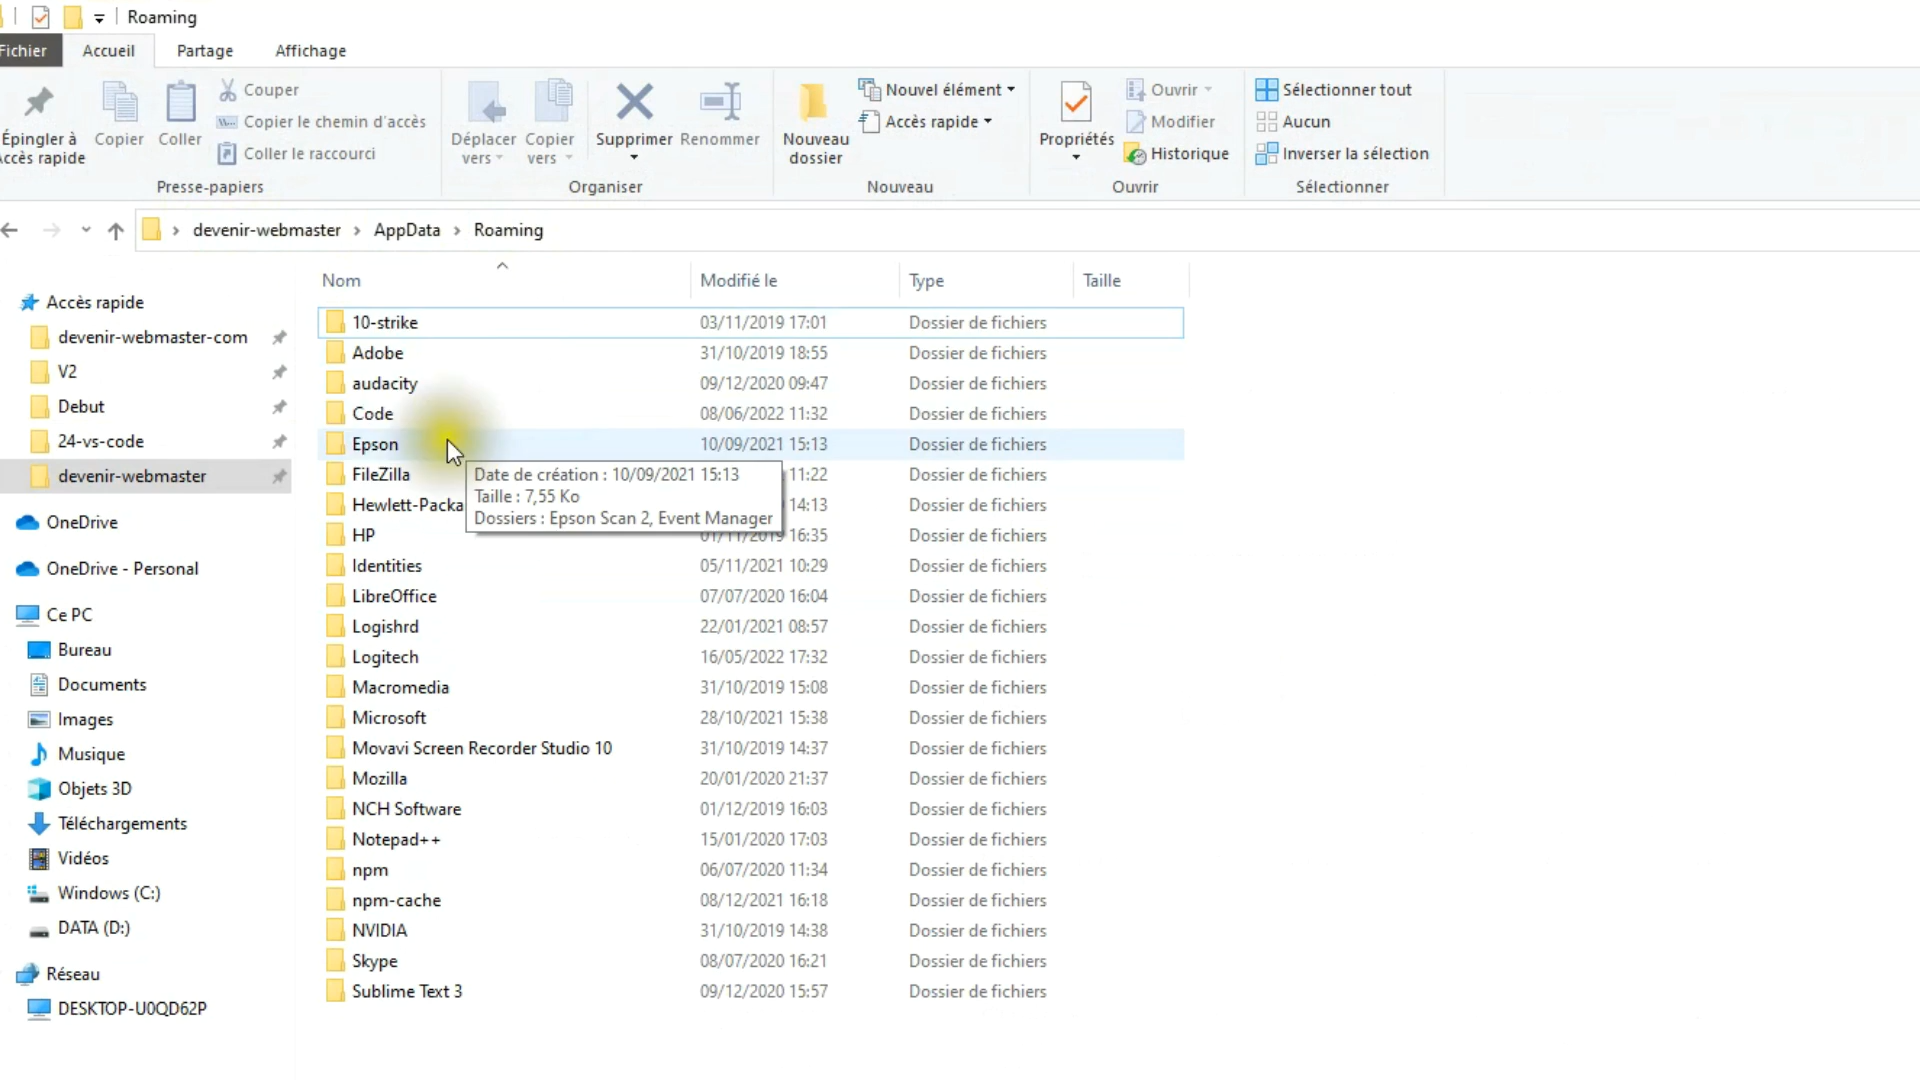 Roaming
Fichier Accueil Partage Affichage
Épingler à
Accès rapide
Copier
Coller
Couper
Copier le chemin d'accès
Coller le raccourci
Presse-papiers
Déplacer
vers
Copier
vers
Supprimer
Renommer
Organiser
Nouveau
dossier
Nouvel élément
Accès rapide
Nouveau
Propriétés
Ouvrir
Modifier
Historique
Ouvrir
Sélectionner tout
Aucun
Inverser la sélection
Sélectionner
devenir-webmaster > AppData > Roaming
Accès rapide
devenir-webmaster-com
V2
Debut
24-vs-code
devenir-webmaster
OneDrive
OneDrive - Personal
Ce PC
Bureau
Documents
Images
Musique
Objets 3D
Téléchargements
Vidéos
Windows (C:)
DATA (D:)
Réseau
DESKTOP-U0QD62P
Nom Modifié le Type Taille
10-strike 03/11/2019 17:01 Dossier de fichiers
Adobe 31/10/2019 18:55 Dossier de fichiers
audacity 09/12/2020 09:47 Dossier de fichiers
Code 08/06/2022 11:32 Dossier de fichiers
Epson 10/09/2021 15:13 Dossier de fichiers
FileZilla 11:22 Dossier de fichiers
Hewlett-Packa 14:13 Dossier de fichiers
HP 01/11/2019 16:35 Dossier de fichiers
Identities 05/11/2021 10:29 Dossier de fichiers
LibreOffice 07/07/2020 16:04 Dossier de fichiers
Logishrd 22/01/2021 08:57 Dossier de fichiers
Logitech 16/05/2022 17:32 Dossier de fichiers
Macromedia 31/10/2019 15:08 Dossier de fichiers
Microsoft 28/10/2021 15:38 Dossier de fichiers
Movavi Screen Recorder Studio 10 31/10/2019 14:37 Dossier de fichiers
Mozilla 20/01/2020 21:37 Dossier de fichiers
NCH Software 01/12/2019 16:03 Dossier de fichiers
Notepad++ 15/01/2020 17:03 Dossier de fichiers
npm 06/07/2020 11:34 Dossier de fichiers
npm-cache 08/12/2021 16:18 Dossier de fichiers
NVIDIA 31/10/2019 14:38 Dossier de fichiers
Skype 08/07/2020 16:21 Dossier de fichiers
Sublime Text 3 09/12/2020 15:57 Dossier de fichiers
Date de création : 10/09/2021 15:13
Taille : 7,55 Ko
Dossiers : Epson Scan 2, Event Manager